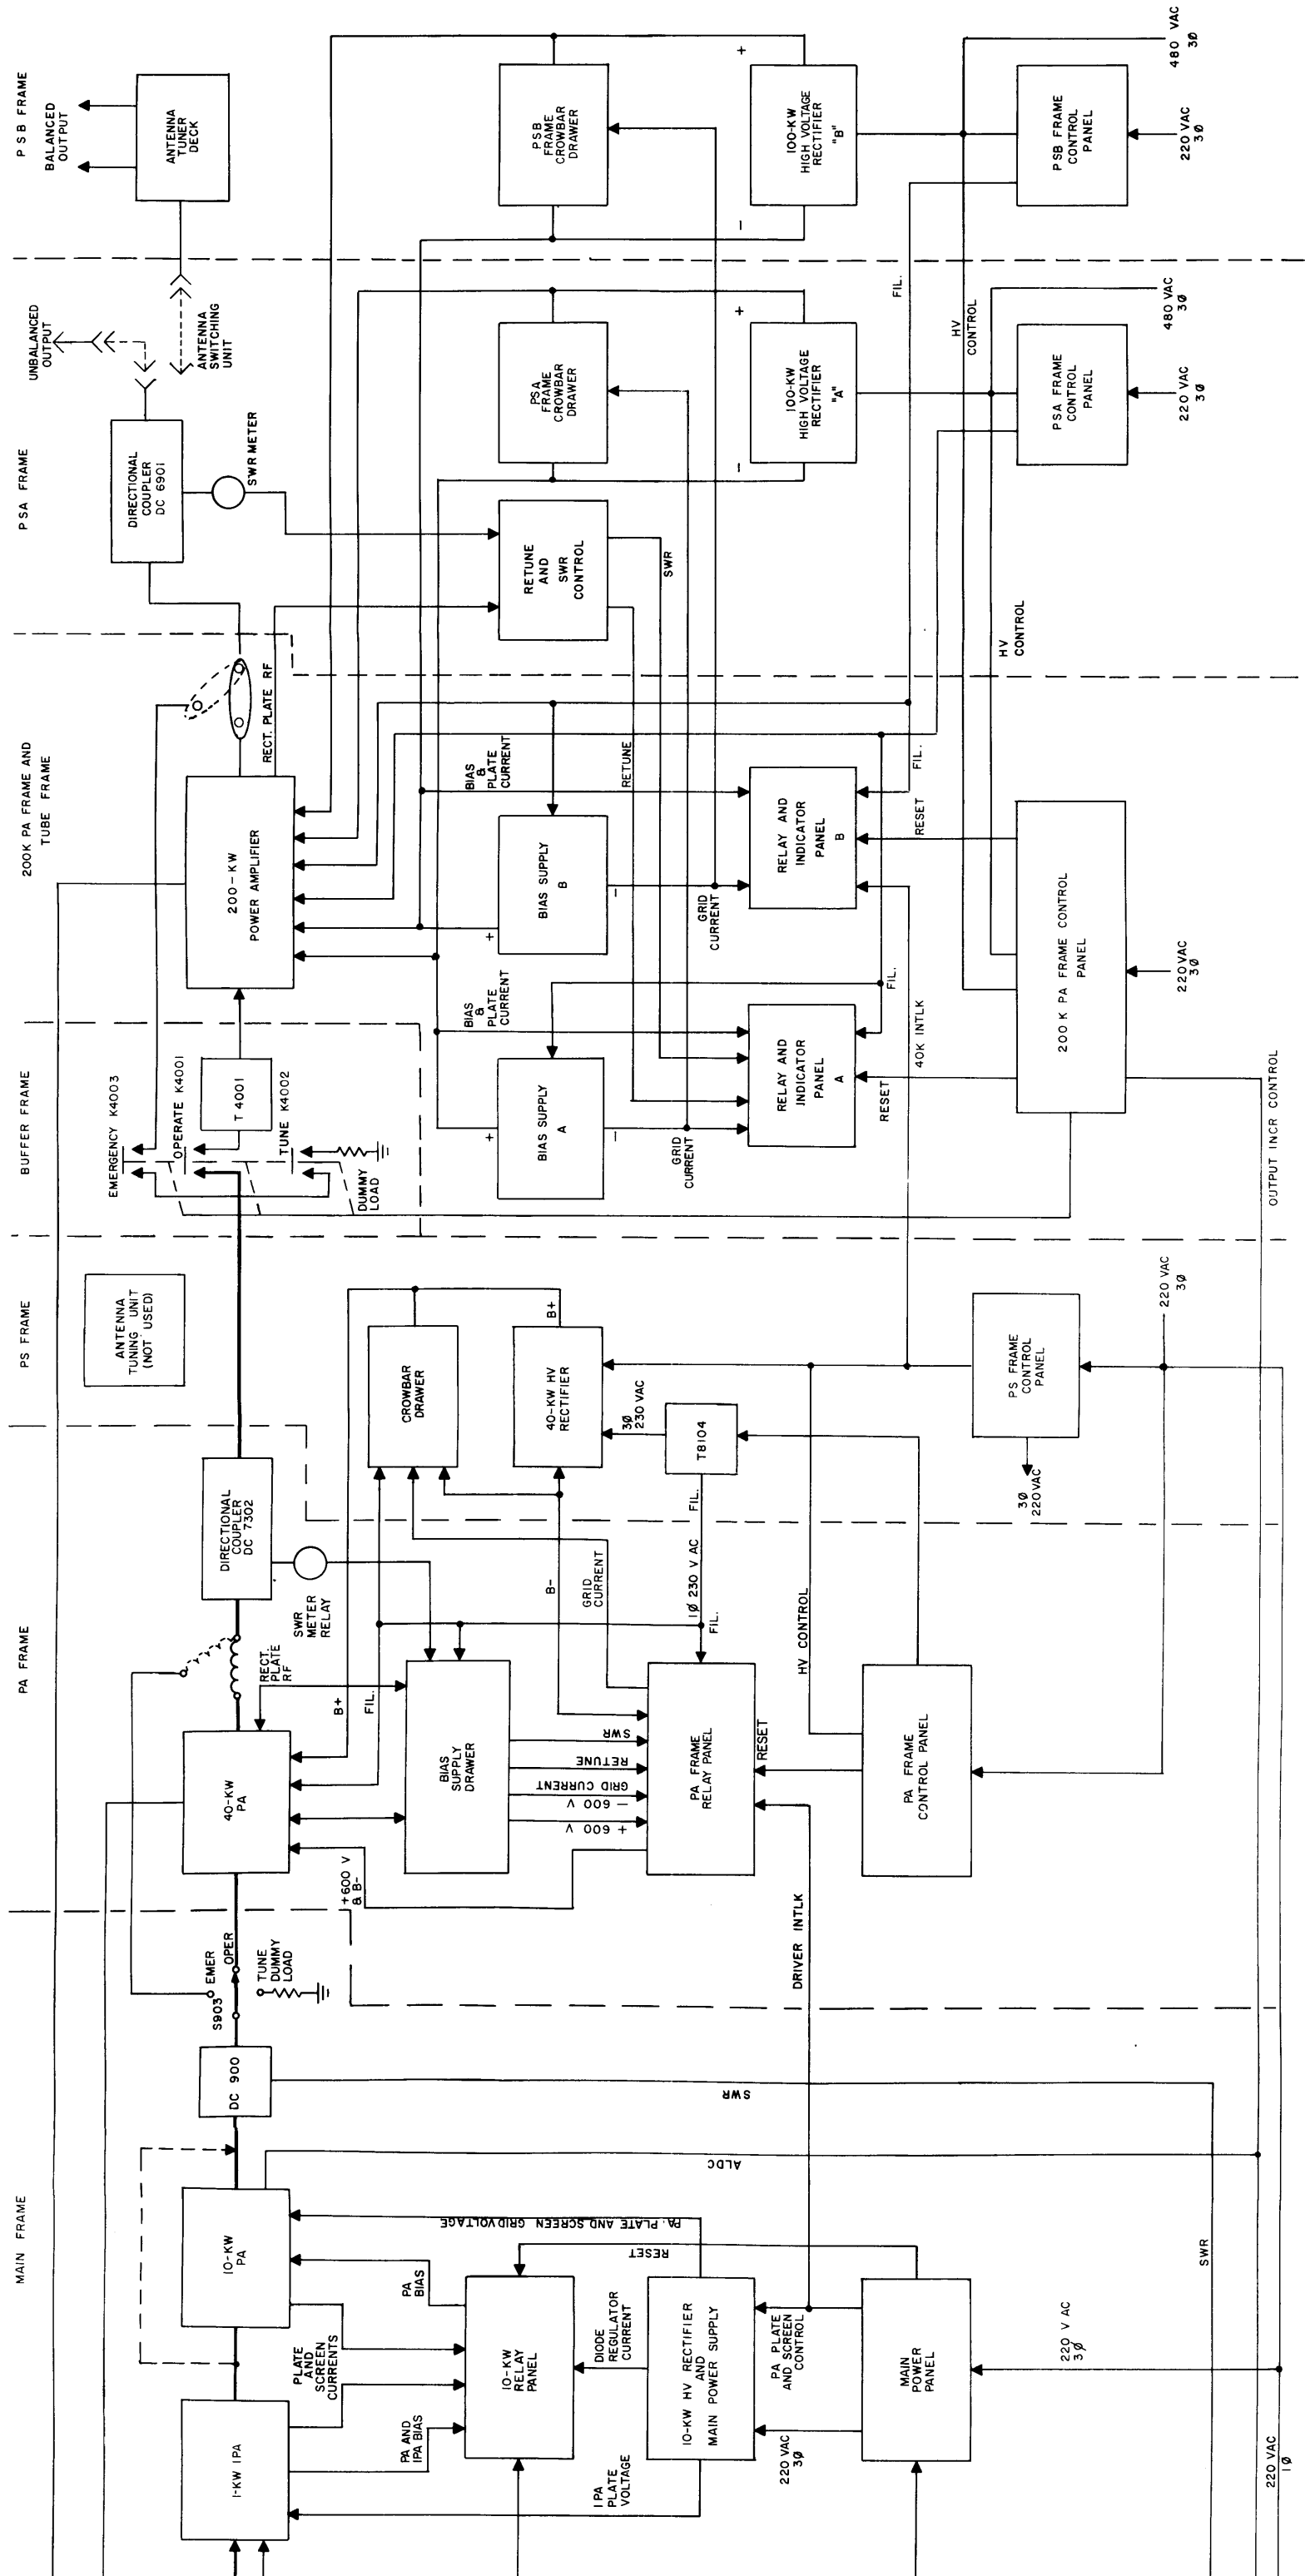 MAIN FRAME
1-KW IPA
10-KW
PA
DC 900
PLATE
AND
SCREEN
CURRENTS
PA AND
IPA BIAS
PA
BIAS
10-KW
RELAY
PANEL
IPA
PLATE
VOLTAGE
DIODE
REGULATOR
CURRENT
PA. PLATE AND SCREEN GRID VOLTAGE
RESET
ALDC
SWR
10-KW HV RECTIFIER
AND
MAIN POWER SUPPLY
220 VAC
3Ø
PA PLATE
AND SCREEN
CONTROL
MAIN
POWER
PANEL
220 V AC
3Ø
SWR
220 VAC
1Ø
S903
EMER
OPER
TUNE
DUMMY
LOAD
DRIVER INTLK
PA FRAME
40-KW
PA
RECT.
PLATE
RF
SWR
METER
RELAY
DIRECTIONAL
COUPLER
DC 7302
+600 V
& B-
B+
FIL.
BIAS
SUPPLY
DRAWER
+ 600 V
- 600 V
GRID CURRENT
RETUNE
SWR
B-
GRID
CURRENT
1Ø 230 V AC
FIL.
PA FRAME
RELAY PANEL
RESET
HV CONTROL
PA FRAME
CONTROL PANEL
PS FRAME
ANTENNA
TUNING UNIT
(NOT USED)
CROWBAR
DRAWER
B+
40-KW HV
RECTIFIER
3Ø
230 VAC
T8104
FIL.
PS FRAME
CONTROL
PANEL
3Ø
220VAC
220 VAC
3Ø
BUFFER FRAME
EMERGENCY K4003
OPERATE K4001
T 4001
TUNE K4002
DUMMY
LOAD
200K PA FRAME AND
TUBE FRAME
200-KW
POWER AMPLIFIER
RECT. PLATE RF
BIAS
&
PLATE
CURRENT
BIAS SUPPLY
A
+
-
GRID
CURRENT
RELAY AND
INDICATOR
PANEL
A
FIL.
RESET
40K INTLK
BIAS
&
PLATE
CURRENT
RETUNE
BIAS SUPPLY
B
+
-
GRID
CURRENT
RELAY AND
INDICATOR
PANEL
B
FIL.
RESET
200 K PA FRAME CONTROL
PANEL
220VAC
3Ø
OUTPUT INCR CONTROL
PSA FRAME
DIRECTIONAL
COUPLER
DC 6901
SWR METER
UNBALANCED
OUTPUT
ANTENNA
SWITCHING
UNIT
RETUNE
AND
SWR
CONTROL
SWR
PSA
FRAME
CROWBAR
DRAWER
100-KW
HIGH VOLTAGE
RECTIFIER
"A"
-
+
HV
CONTROL
PSA FRAME
CONTROL
PANEL
480 VAC
3Ø
220 VAC
3Ø
PSB FRAME
BALANCED
OUTPUT
ANTENNA
TUNER
DECK
PSB
FRAME
CROWBAR
DRAWER
100-KW
HIGH VOLTAGE
RECTIFIER
"B"
-
+
FIL.
HV
CONTROL
PSB FRAME
CONTROL
PANEL
480 VAC
3Ø
220 VAC
3Ø